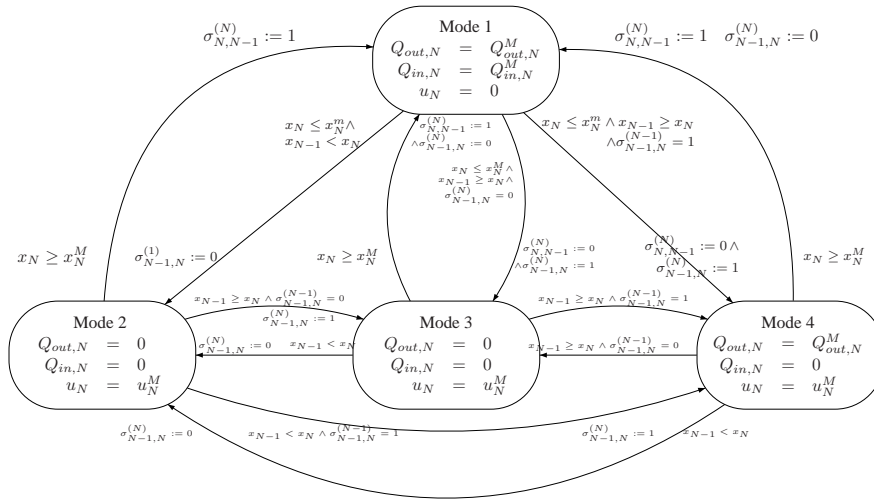 Mode 1
Q_{out,N} = Q^M_{out,N}
Q_{in,N} = Q^M_{in,N}
u_N = 0
σ^{(N)}_{N,N−1} := 1
σ^{(N)}_{N,N−1} := 1 σ^{(N)}_{N−1,N} := 0
x_N ≤ x^m_N ∧
x_{N−1} < x_N
σ^{(N)}_{N,N−1} := 1
∧σ^{(N)}_{N−1,N} := 0
x_N ≤ x^m_N ∧ x_{N−1} ≥ x_N
∧σ^{(N−1)}_{N−1,N} = 1
x_N ≤ x^M_N ∧
x_{N−1} ≥ x_N ∧
σ^{(N)}_{N−1,N} = 0
x_N ≥ x^M_N
σ^{(1)}_{N−1,N} := 0
x_N ≥ x^M_N
σ^{(N)}_{N,N−1} := 0
∧σ^{(N)}_{N−1,N} := 1
σ^{(N)}_{N,N−1} := 0 ∧
σ^{(N)}_{N−1,N} := 1
x_N ≥ x^M_N
x_{N−1} ≥ x_N ∧ σ^{(N−1)}_{N−1,N} = 0
σ^{(N)}_{N−1,N} := 1
x_{N−1} ≥ x_N ∧ σ^{(N−1)}_{N−1,N} = 1
Mode 2
Q_{out,N} = 0
Q_{in,N} = 0
u_N = u^M_N
σ^{(N)}_{N−1,N} := 0
x_{N−1} < x_N
Mode 3
Q_{out,N} = 0
Q_{in,N} = 0
u_N = u^M_N
x_{N−1} ≥ x_N ∧ σ^{(N−1)}_{N−1,N} = 0
Mode 4
Q_{out,N} = Q^M_{out,N}
Q_{in,N} = 0
u_N = u^M_N
σ^{(N)}_{N−1,N} := 0
x_{N−1} < x_N ∧ σ^{(N−1)}_{N−1,N} = 1
σ^{(N)}_{N−1,N} := 1
x_{N−1} < x_N